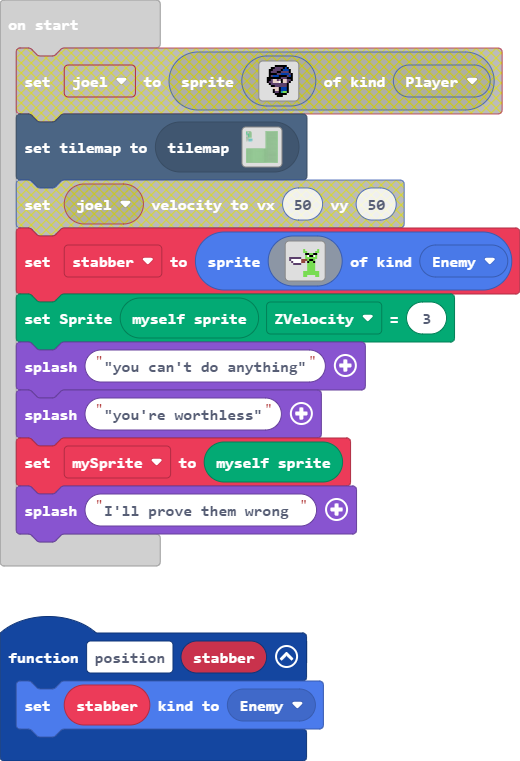 on start
set joel to sprite of kind Player
set tilemap to tilemap
set joel velocity to vx 50 vy 50
set stabber to sprite of kind Enemy
set Sprite myself sprite ZVelocity = 3
splash ""you can't do anything""
splash ""you're worthless""
set mySprite to myself sprite
splash "I'll prove them wrong "
function position stabber
set stabber kind to Enemy